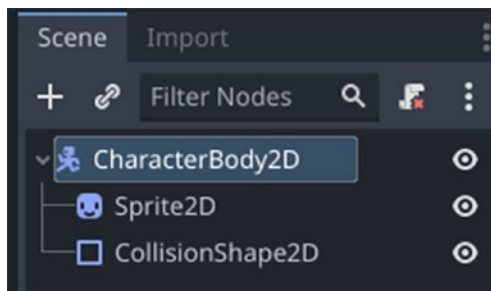 Scene Import
Filter Nodes
CharacterBody2D
Sprite2D
CollisionShape2D